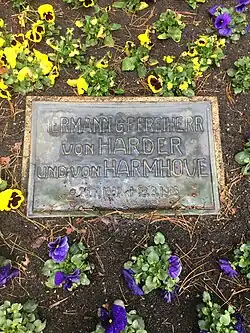 HERMANN G. FREIHERR
VON HARDER
UND VON HARMHOVE